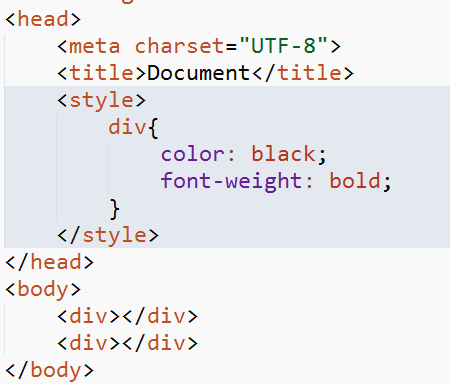 <head>
    <meta charset="UTF-8">
    <title>Document</title>
    <style>
        div{
            color: black;
            font-weight: bold;
        }
    </style>
</head>
<body>
    <div></div>
    <div></div>
</body>